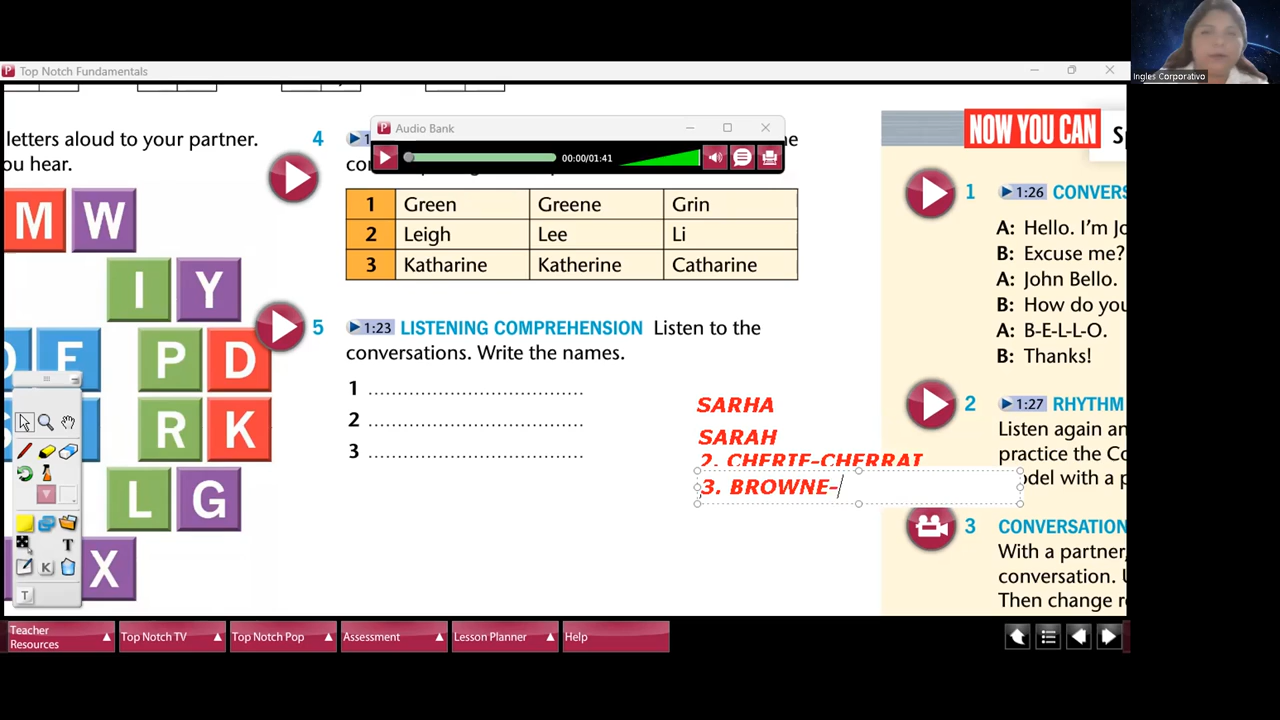 Ingles Corporativo
Top Notch Fundamentals
letters aloud to your partner.
ou hear.
M W
I Y
P D
R K
L G
X
4
Audio Bank
00:00/01:41
1 Green Greene Grin
2 Leigh Lee Li
3 Katharine Katherine Catharine
5 1:23 LISTENING COMPREHENSION Listen to the
conversations. Write the names.
1
2
3
SARHA
SARAH
2. CHERIE-CHERRAI
3. BROWNE-
NOW YOU CAN
1 1:26 CONVERS
A: Hello. I'm Jo
B: Excuse me?
A: John Bello.
B: How do you
A: B-E-L-L-O.
B: Thanks!
2 1:27 RHYTHM
Listen again an
practice the Co
odel with a p
3 CONVERSATION
With a partner,
conversation. U
Then change r
Teacher
Resources
Top Notch TV
Top Notch Pop
Assessment
Lesson Planner
Help